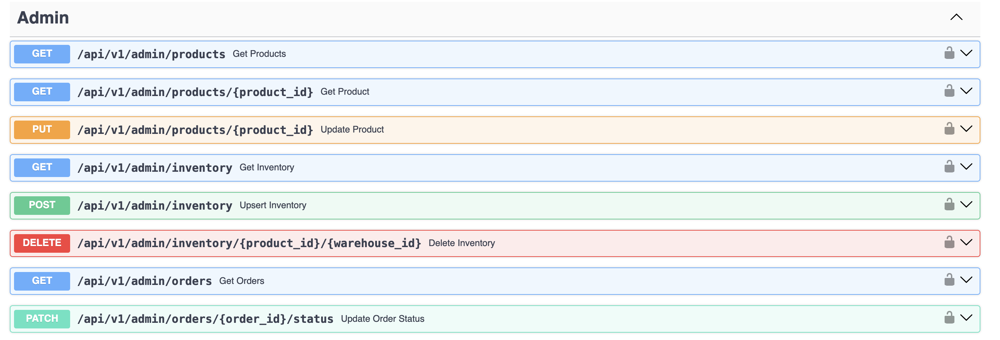 Admin
GET /api/v1/admin/products Get Products
GET /api/v1/admin/products/{product_id} Get Product
PUT /api/v1/admin/products/{product_id} Update Product
GET /api/v1/admin/inventory Get Inventory
POST /api/v1/admin/inventory Upsert Inventory
DELETE /api/v1/admin/inventory/{product_id}/{warehouse_id} Delete Inventory
GET /api/v1/admin/orders Get Orders
PATCH /api/v1/admin/orders/{order_id}/status Update Order Status